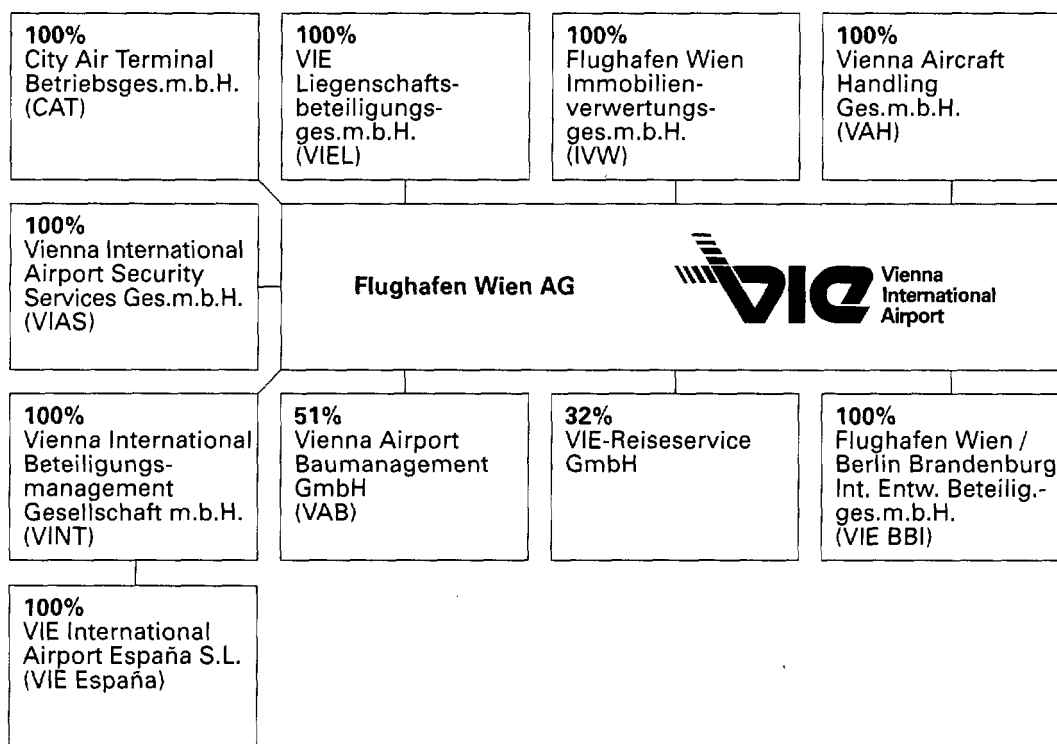 100%
City Air Terminal
Betriebsges.m.b.H.
(CAT)
100%
VIE
Liegenschafts-
beteiligungs-
ges.m.b.H.
(VIEL)
100%
Flughafen Wien
Immobilien-
verwertungs-
ges.m.b.H.
(IVW)
100%
Vienna Aircraft
Handling
Ges.m.b.H.
(VAH)
100%
Vienna International
Airport Security
Services Ges.m.b.H.
(VIAS)
Flughafen Wien AG
VIE
Vienna
International
Airport
100%
Vienna International
Beteiligungs-
management
Gesellschaft m.b.H.
(VINT)
51%
Vienna Airport
Baumanagement
GmbH
(VAB)
32%
VIE-Reiseservice
GmbH
100%
Flughafen Wien /
Berlin Brandenburg
Int. Entw. Beteilig.-
ges.m.b.H.
(VIE BBI)
100%
VIE International
Airport España S.L.
(VIE España)